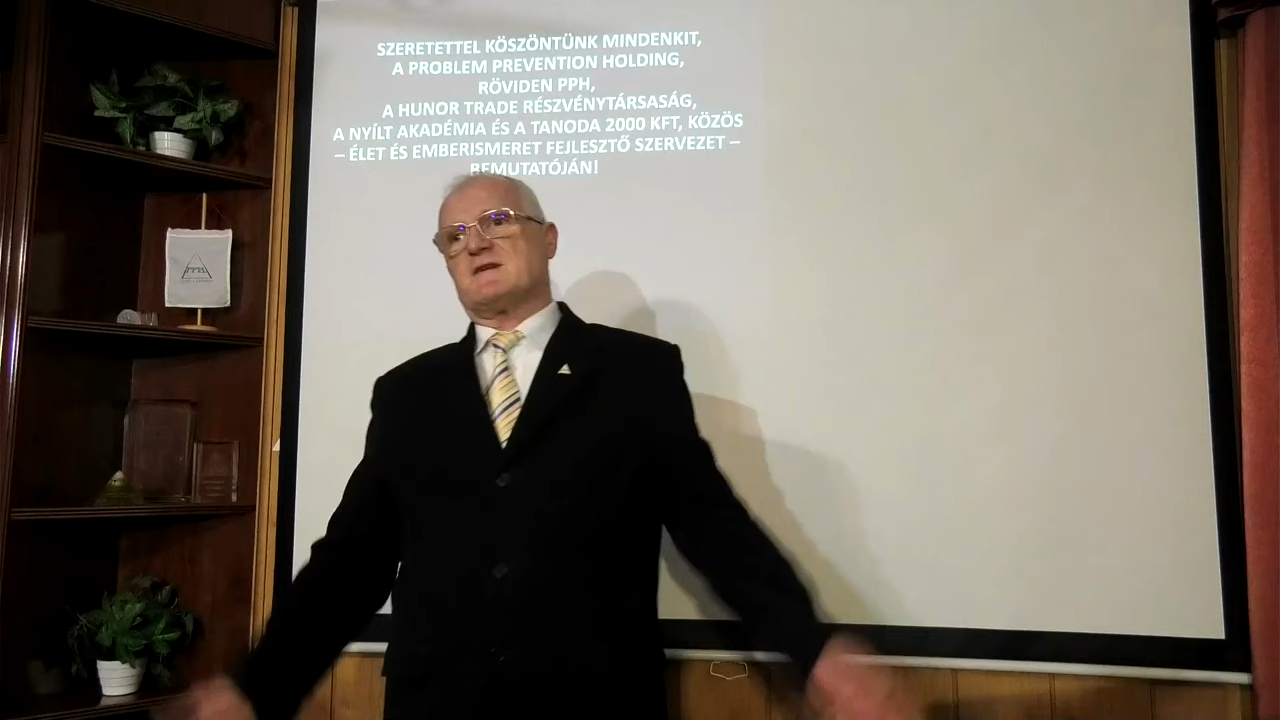 SZERETETTEL KÖSZÖNTÜNK MINDENKIT,
A PROBLEM PREVENTION HOLDING,
RÖVIDEN PPH,
A HUNOR TRADE RÉSZVÉNYTÁRSASÁG,
A NYÍLT AKADÉMIA ÉS A TANODA 2000 KFT, KÖZÖS
– ÉLET ÉS EMBERISMERET FEJLESZTŐ SZERVEZET –
BEMUTATÓJÁN!